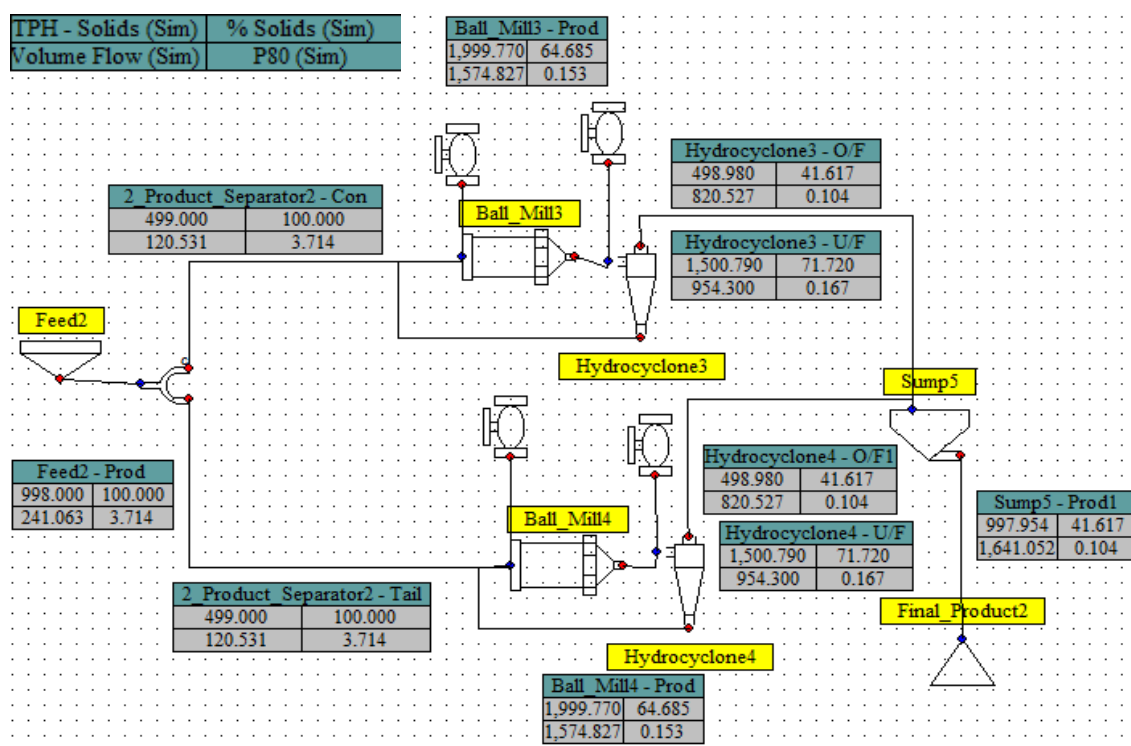 TPH - Solids (Sim) % Solids (Sim)
Volume Flow (Sim) P80 (Sim)
Ball_Mill3 - Prod
1,999.770 64.685
1,574.827 0.153
Hydrocyclone3 - O/F
498.980 41.617
820.527 0.104
2_Product_Separator2 - Con
499.000 100.000
120.531 3.714
Ball_Mill3
Hydrocyclone3 - U/F
1,500.790 71.720
954.300 0.167
Feed2
Hydrocyclone3
Sump5
C
Feed2 - Prod
998.000 100.000
241.063 3.714
Hydrocyclone4 - O/F1
498.980 41.617
820.527 0.104
Ball_Mill4
Hydrocyclone4 - U/F
1,500.790 71.720
954.300 0.167
Sump5 - Prod1
997.954 41.617
1,641.052 0.104
2_Product_Separator2 - Tail
499.000 100.000
120.531 3.714
Final_Product2
Hydrocyclone4
Ball_Mill4 - Prod
1,999.770 64.685
1,574.827 0.153